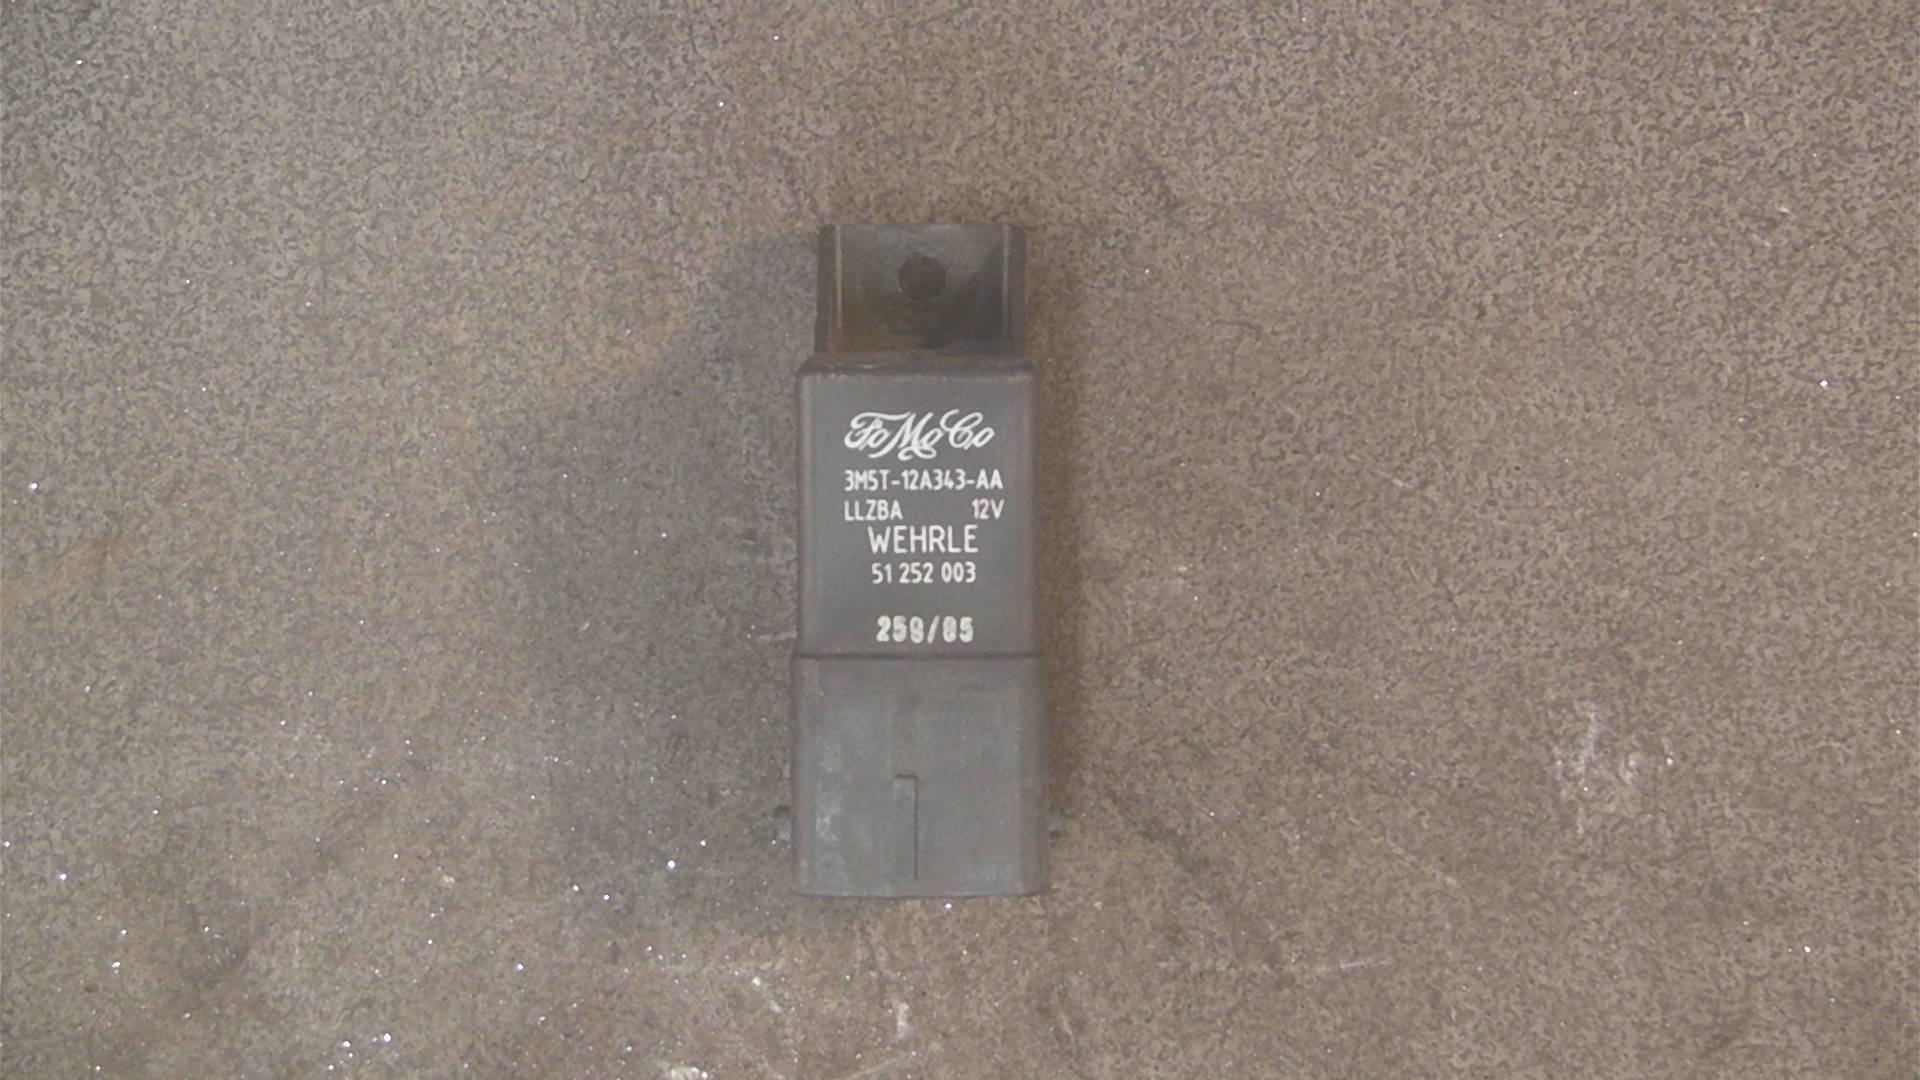 FoMoCo
3M5T-12A343-AA
LLZBA 12V
WEHRLE
51 252 003
259/05